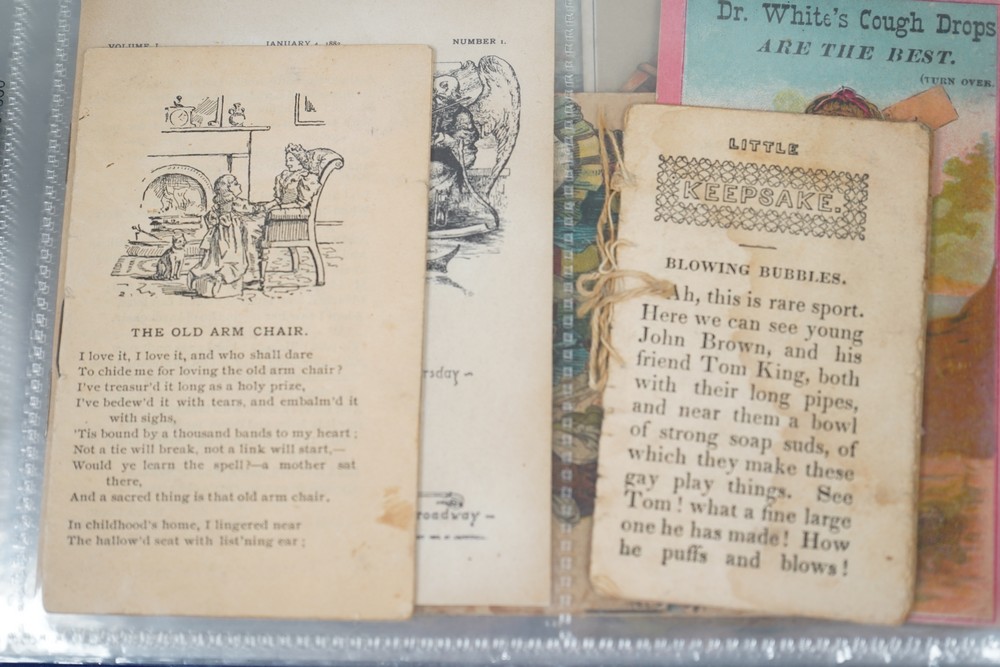 VOLUME I. JANUARY 4, 188 NUMBER 1.
THE OLD ARM CHAIR.
I love it, I love it, and who shall dare
To chide me for loving the old arm chair?
I've treasur'd it long as a holy prize,
I've bedew'd it with tears, and embalm'd it
with sighs,
'Tis bound by a thousand bands to my heart;
Not a tie will break, not a link will start,—
Would ye learn the spell?—a mother sat
there,
And a sacred thing is that old arm chair.
In childhood's home, I lingered near
The hallow'd seat with list'ning ear;
rsday—
roadway—
Dr. White's Cough Drops
ARE THE BEST.
(TURN OVER.
LITTLE
KEEPSAKE.
BLOWING BUBBLES.
Ah, this is rare sport.
Here we can see young
John Brown, and his
friend Tom King, both
with their long pipes,
and near them a bowl
of strong soap suds, of
which they make these
gay play things. See
Tom! what a fine large
one he has made! How
he puffs and blows!